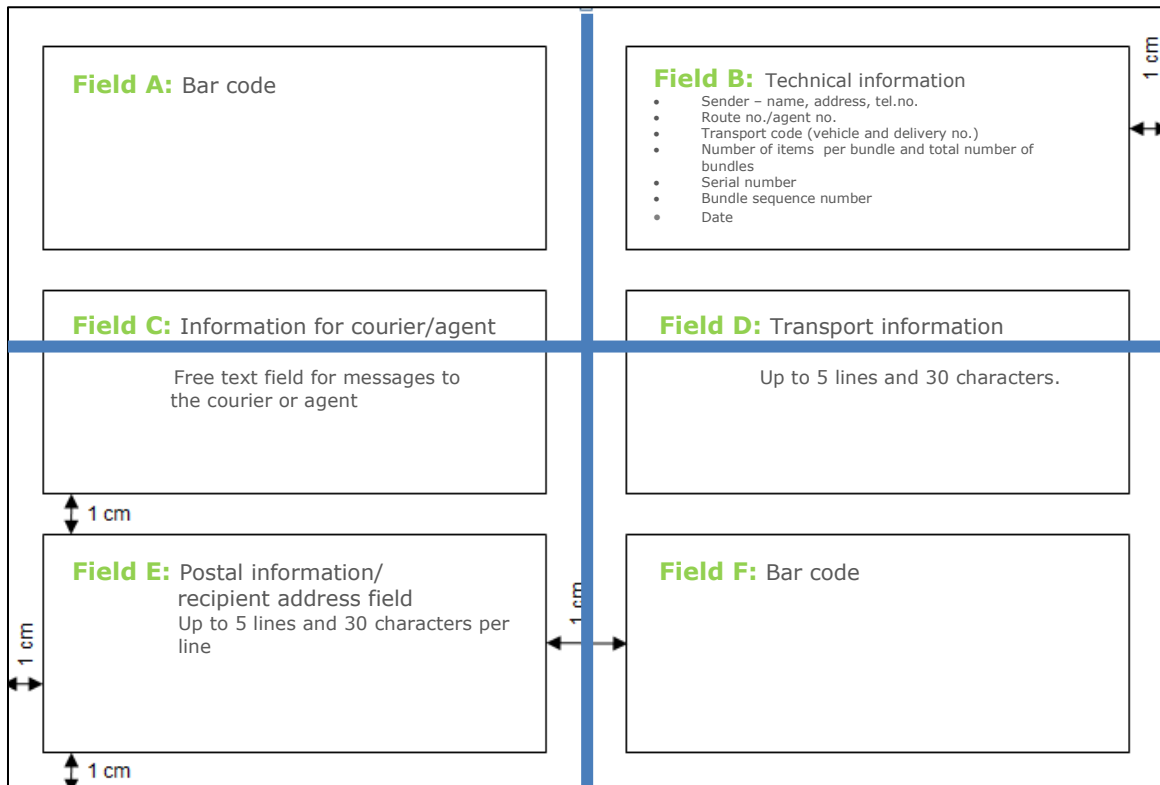 Field A: Bar code
Field B: Technical information
• Sender – name, address, tel.no.
• Route no./agent no.
• Transport code (vehicle and delivery no.)
• Number of items per bundle and total number of
bundles
• Serial number
• Bundle sequence number
• Date
1 cm
Field C: Information for courier/agent
Free text field for messages to
the courier or agent
Field D: Transport information
Up to 5 lines and 30 characters.
1 cm
Field E: Postal information/
recipient address field
Up to 5 lines and 30 characters per
line
1 cm
1 cm
Field F: Bar code
1 cm